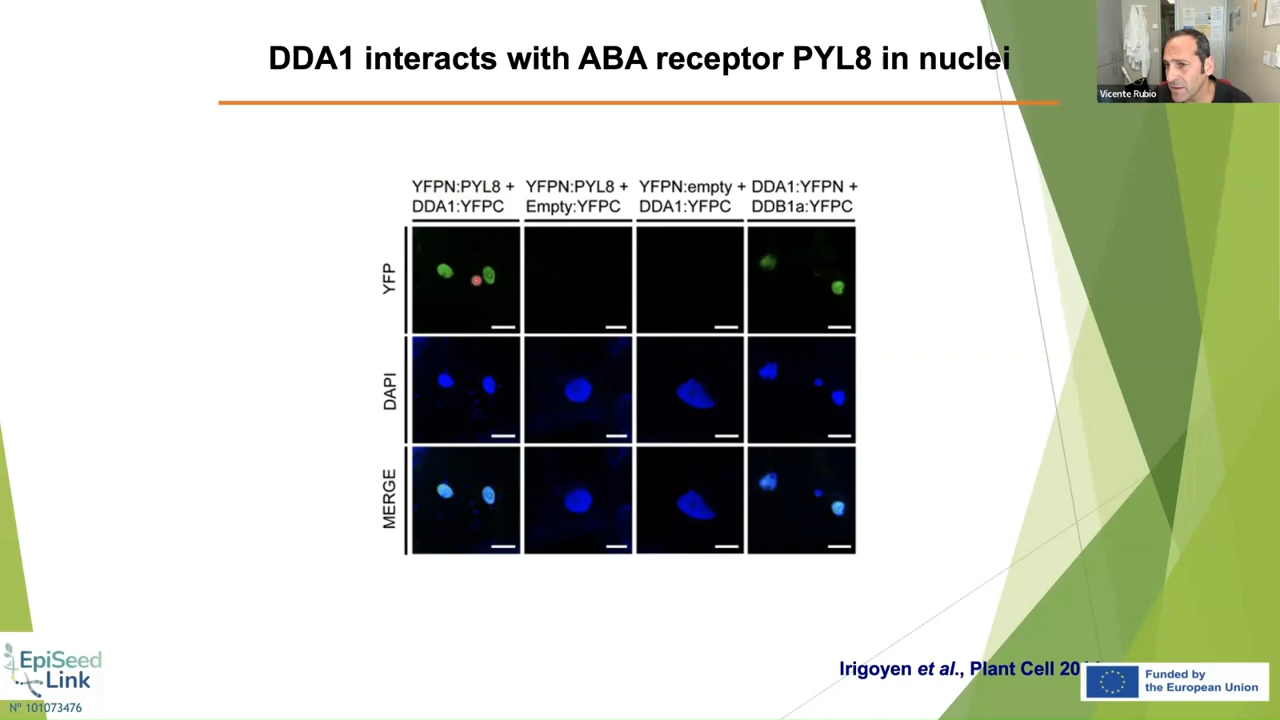 DDA1 interacts with ABA receptor PYL8 in nuclei
Vicente Rubio
YFPN:PYL8 + YFPN:PYL8 + YFPN:empty + DDA1:YFPN +
DDA1:YFPC Empty:YFPC DDA1:YFPC DDB1a:YFPC
YFP
DAPI
MERGE
Irigoyen et al., Plant Cell
EpiSeed
Link
Nº 101073476
Funded by
the European Union